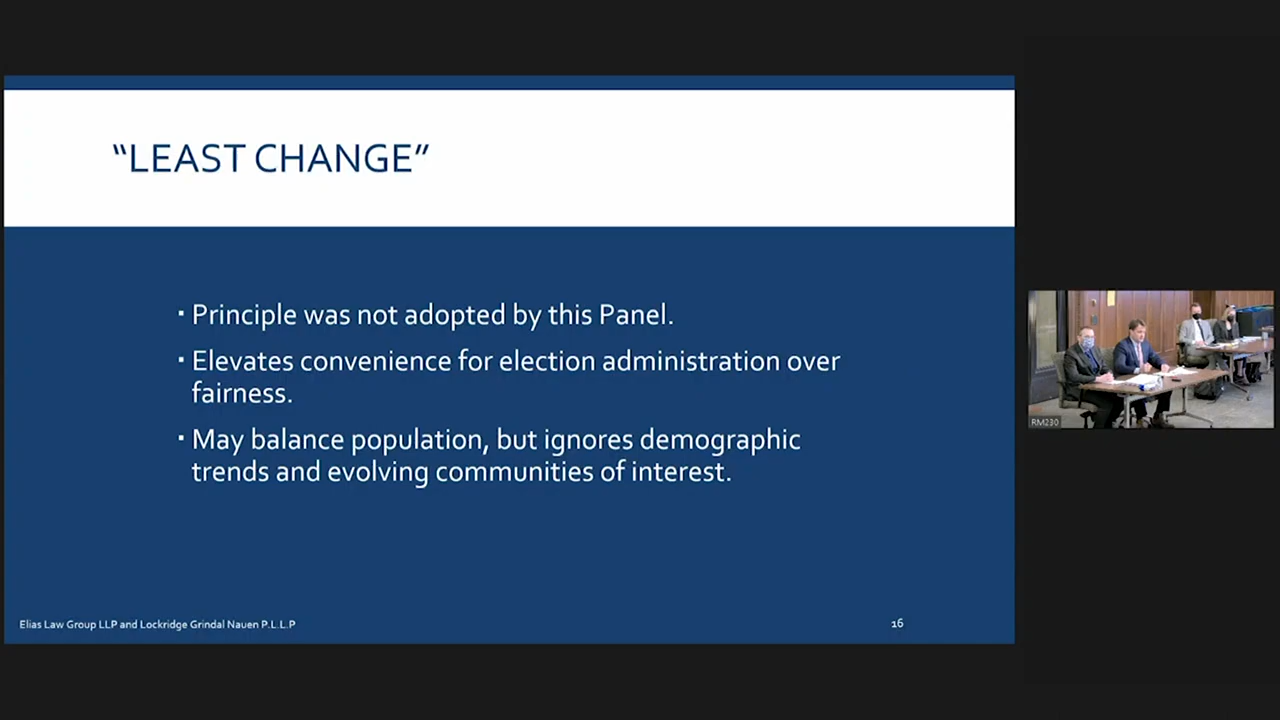 “LEAST CHANGE”
▪ Principle was not adopted by this Panel.
▪ Elevates convenience for election administration over
fairness.
▪ May balance population, but ignores demographic
trends and evolving communities of interest.
Elias Law Group LLP and Lockridge Grindal Nauen P.L.L.P
16
RM230